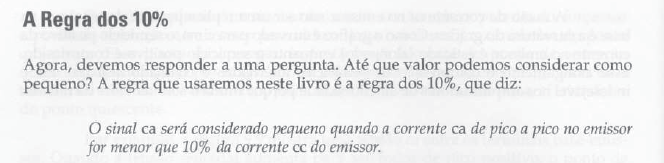 A Regra dos 10%
Agora, devemos responder a uma pergunta. Até que valor podemos considerar como
pequeno? A regra que usaremos neste livro é a regra dos 10%, que diz:
O sinal ca será considerado pequeno quando a corrente ca de pico a pico no emissor
for menor que 10% da corrente cc do emissor.